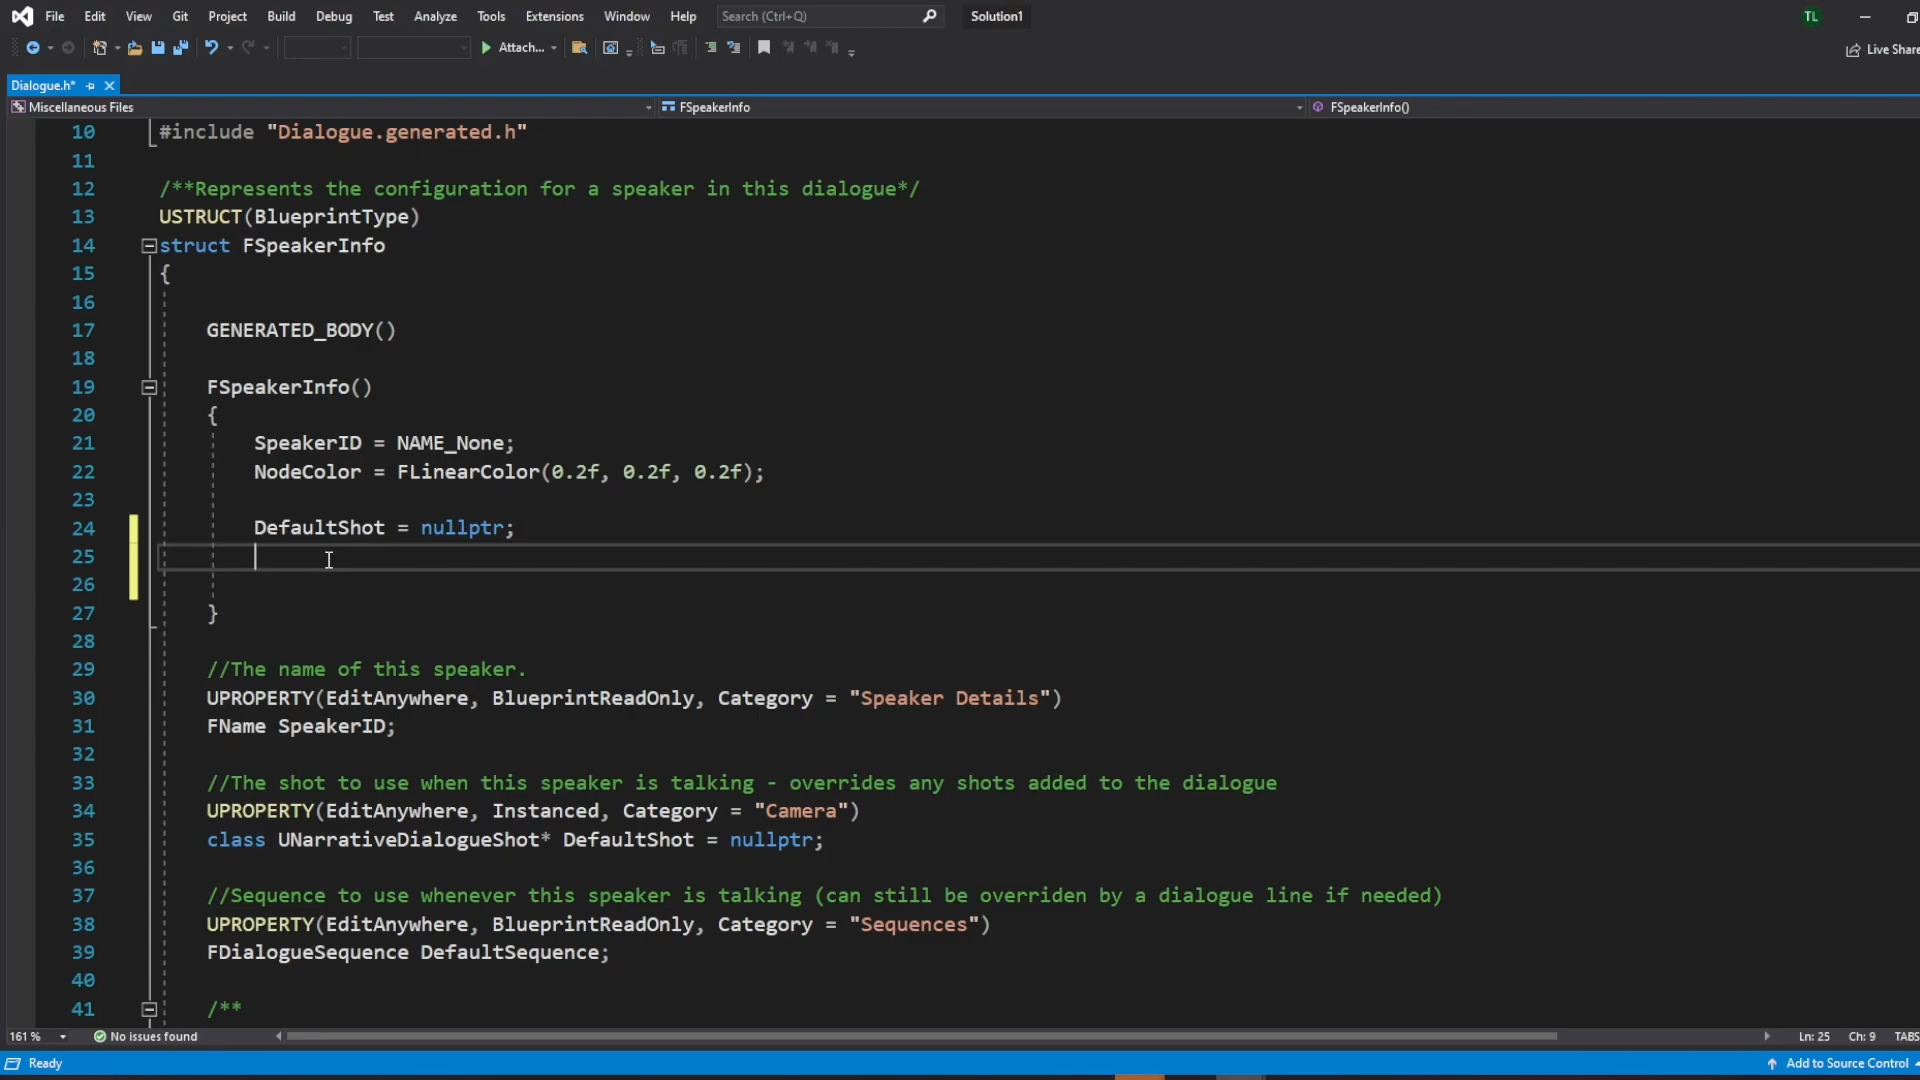 File Edit View Git Project Build Debug Test Analyze Tools Extensions Window Help Search (Ctrl+Q) Solution1 TL
Attach... Live Share
Dialogue.h*
Miscellaneous Files FSpeakerInfo FSpeakerInfo()
10 #include "Dialogue.generated.h"
11
12 /**Represents the configuration for a speaker in this dialogue*/
13 USTRUCT(BlueprintType)
14 struct FSpeakerInfo
15 {
16
17 GENERATED_BODY()
18
19 FSpeakerInfo()
20 {
21 SpeakerID = NAME_None;
22 NodeColor = FLinearColor(0.2f, 0.2f, 0.2f);
23
24 DefaultShot = nullptr;
25
26
27 }
28
29 //The name of this speaker.
30 UPROPERTY(EditAnywhere, BlueprintReadOnly, Category = "Speaker Details")
31 FName SpeakerID;
32
33 //The shot to use when this speaker is talking - overrides any shots added to the dialogue
34 UPROPERTY(EditAnywhere, Instanced, Category = "Camera")
35 class UNarrativeDialogueShot* DefaultShot = nullptr;
36
37 //Sequence to use whenever this speaker is talking (can still be overriden by a dialogue line if needed)
38 UPROPERTY(EditAnywhere, BlueprintReadOnly, Category = "Sequences")
39 FDialogueSequence DefaultSequence;
40
41 /**
161 % No issues found Ln: 25 Ch: 9 TABS
Ready Add to Source Control